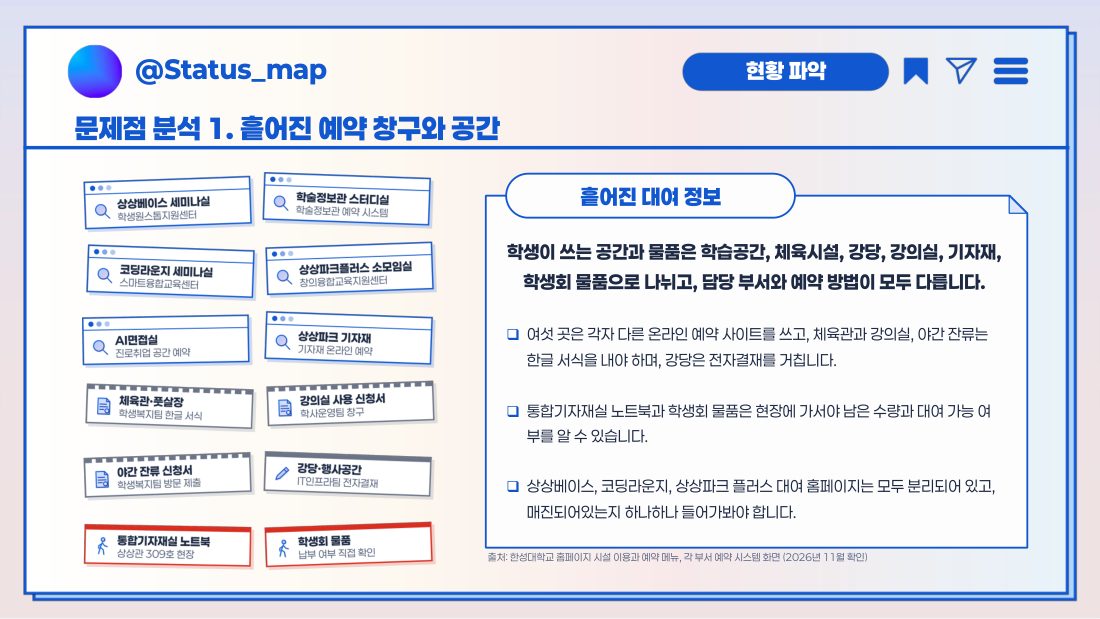 @Status_map
현황 파악
문제점 분석 1. 흩어진 예약 창구와 공간
상상베이스 세미나실
학생원스톱지원센터
학술정보관 스터디실
학술정보관 예약 시스템
코딩라운지 세미나실
스마트융합교육센터
상상파크플러스 소모임실
창의융합교육지원센터
AI면접실
진로취업 공간 예약
상상파크 기자재
기자재 온라인 예약
체육관·풋살장
학생복지팀 한글 서식
강의실 사용 신청서
학사운영팀 창구
야간 잔류 신청서
학생복지팀 방문 제출
강당·행사공간
IT인프라팀 전자결재
통합기자재실 노트북
상상관 309호 현장
학생회 물품
납부 여부 직접 확인
흩어진 대여 정보
학생이 쓰는 공간과 물품은 학습공간, 체육시설, 강당, 강의실, 기자재,
학생회 물품으로 나뉘고, 담당 부서와 예약 방법이 모두 다릅니다.
여섯 곳은 각자 다른 온라인 예약 사이트를 쓰고, 체육관과 강의실, 야간 잔류는
한글 서식을 내야 하며, 강당은 전자결재를 거칩니다.
통합기자재실 노트북과 학생회 물품은 현장에 가서야 남은 수량과 대여 가능 여
부를 알 수 있습니다.
상상베이스, 코딩라운지, 상상파크 플러스 대여 홈페이지는 모두 분리되어 있고,
매진되어있는지 하나하나 들어가봐야 합니다.
출처: 한성대학교 홈페이지 시설 이용과 예약 메뉴, 각 부서 예약 시스템 화면 (2026년 11월 확인)